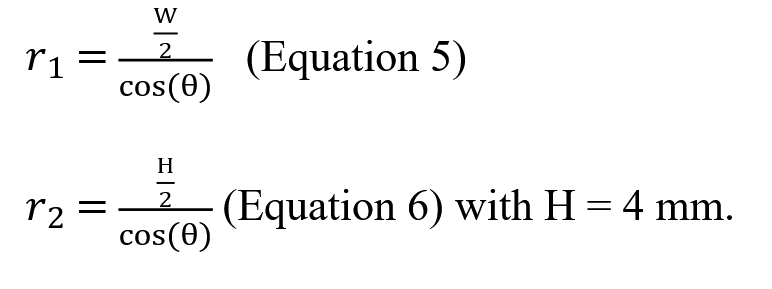 r₁ = (W/2)/cos(θ) (Equation 5)
r₂ = (H/2)/cos(θ) (Equation 6) with H = 4 mm.